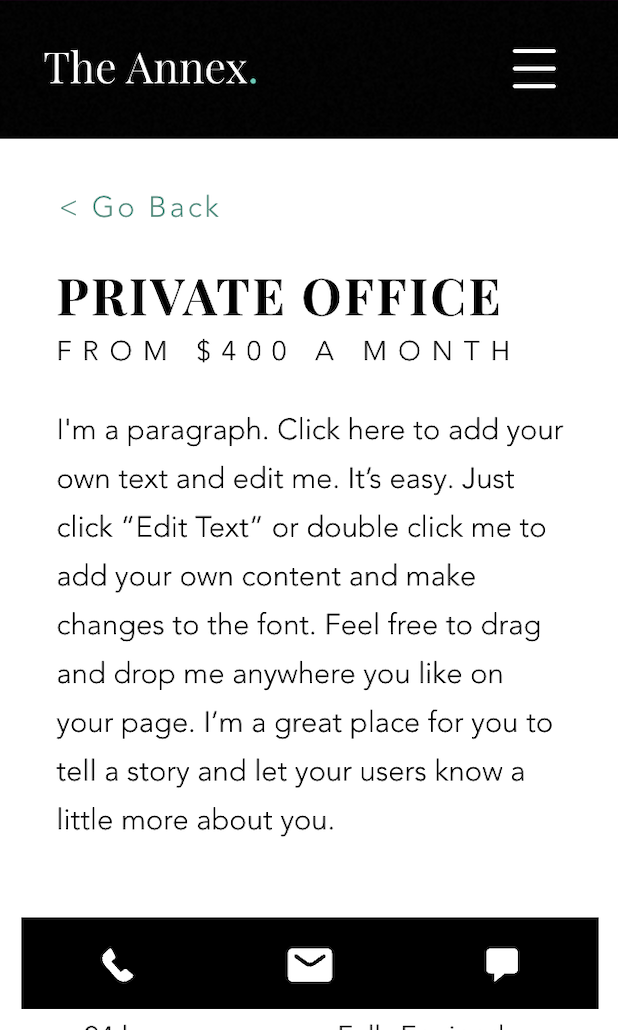 The Annex.
< Go Back
PRIVATE OFFICE
FROM $400 A MONTH
I'm a paragraph. Click here to add your
own text and edit me. It’s easy. Just
click “Edit Text” or double click me to
add your own content and make
changes to the font. Feel free to drag
and drop me anywhere you like on
your page. I’m a great place for you to
tell a story and let your users know a
little more about you.